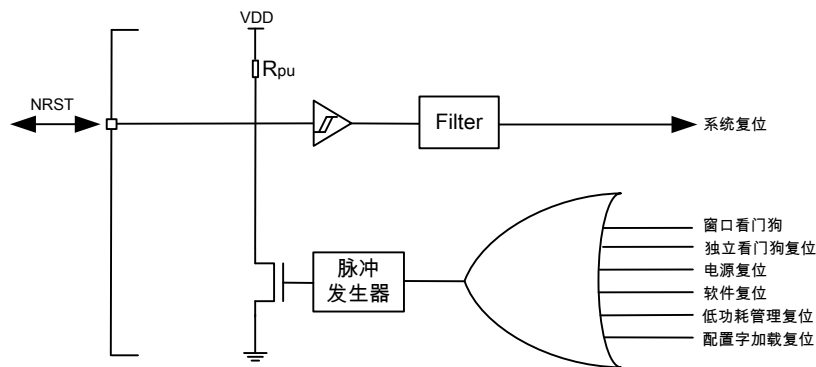 VDD
Rpu
NRST
Filter
系统复位
窗口看门狗
独立看门狗复位
电源复位
软件复位
低功耗管理复位
配置字加载复位
脉冲
发生器